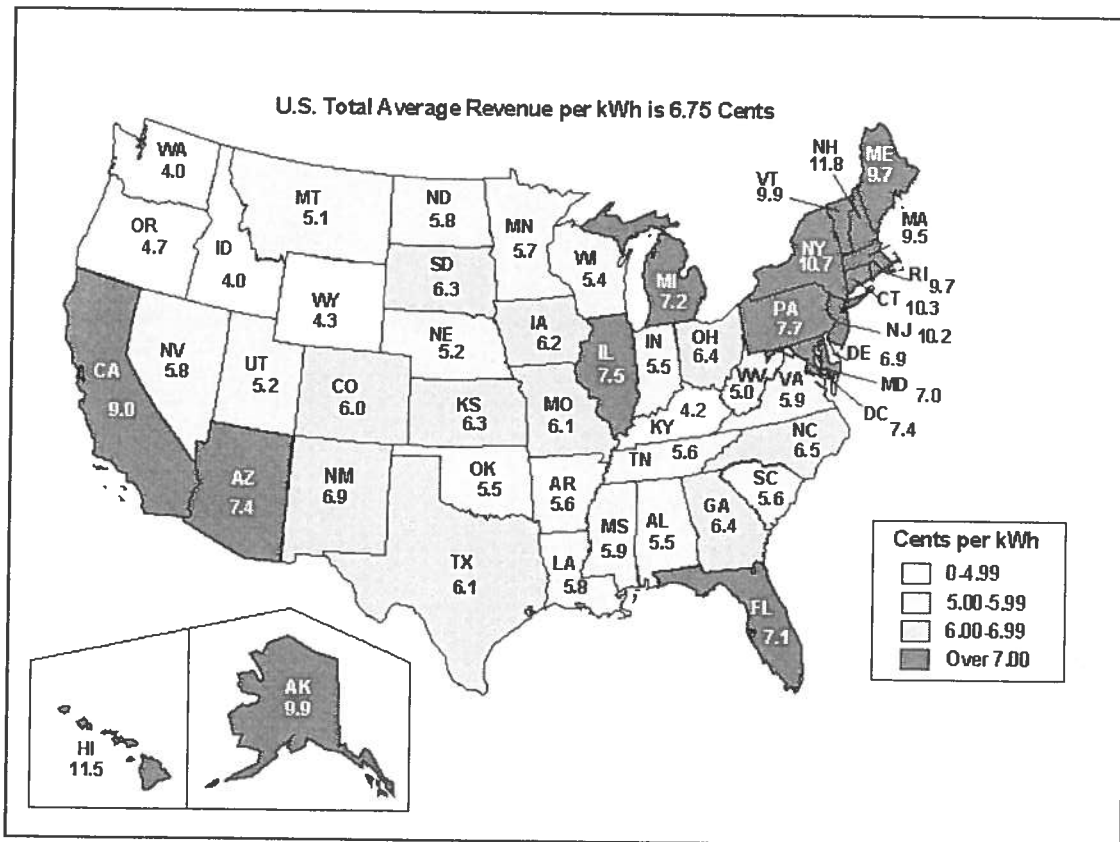 U.S. Total Average Revenue per kWh is 6.75 Cents
WA
4.0
OR
4.7
ID
4.0
MT
5.1
WY
4.3
ND
5.8
SD
6.3
NE
5.2
MN
5.7
WI
5.4
IA
6.2
MI
7.2
IL
7.5
IN
5.5
OH
6.4
NH
11.8
VT
9.9
ME
9.7
MA
9.5
NY
10.7
RI
9.7
CT
10.3
PA
7.7
NJ
10.2
DE
6.9
MD
7.0
DC
7.4
WV
5.0
VA
5.9
CA
9.0
NV
5.8
UT
5.2
CO
6.0
KS
6.3
MO
6.1
4.2
KY
NC
6.5
TN
5.6
AZ
7.4
NM
6.9
OK
5.5
AR
5.6
SC
5.6
MS
5.9
AL
5.5
GA
6.4
TX
6.1
LA
5.8
FL
7.1
AK
9.9
HI
11.5
Cents per kWh
0-4.99
5.00-5.99
6.00-6.99
Over 7.00